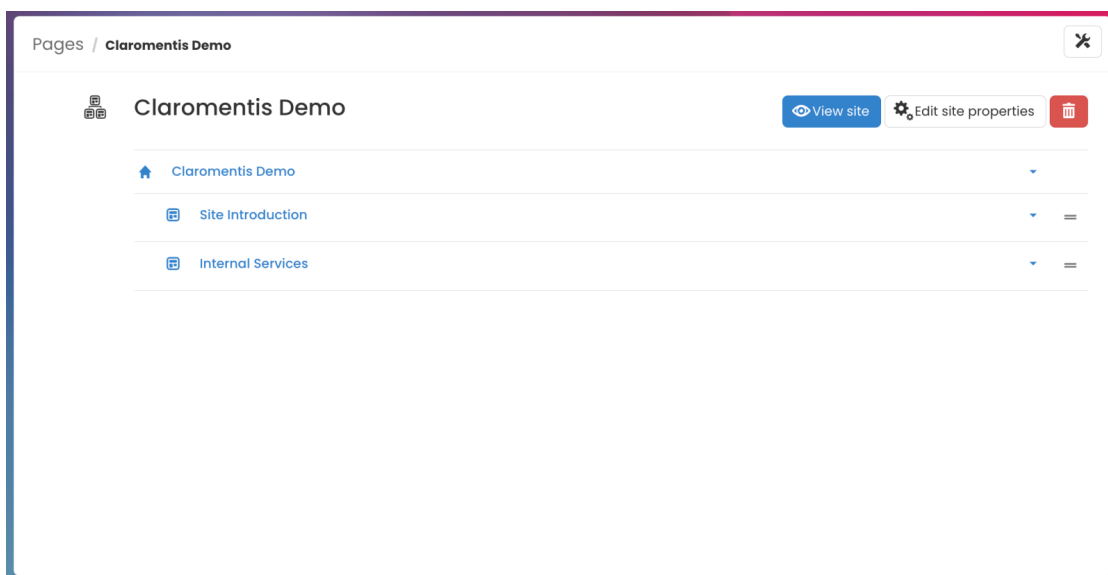 Pages / Claromentis Demo
Claromentis Demo
View site
Edit site properties
Claromentis Demo
Site Introduction
Internal Services